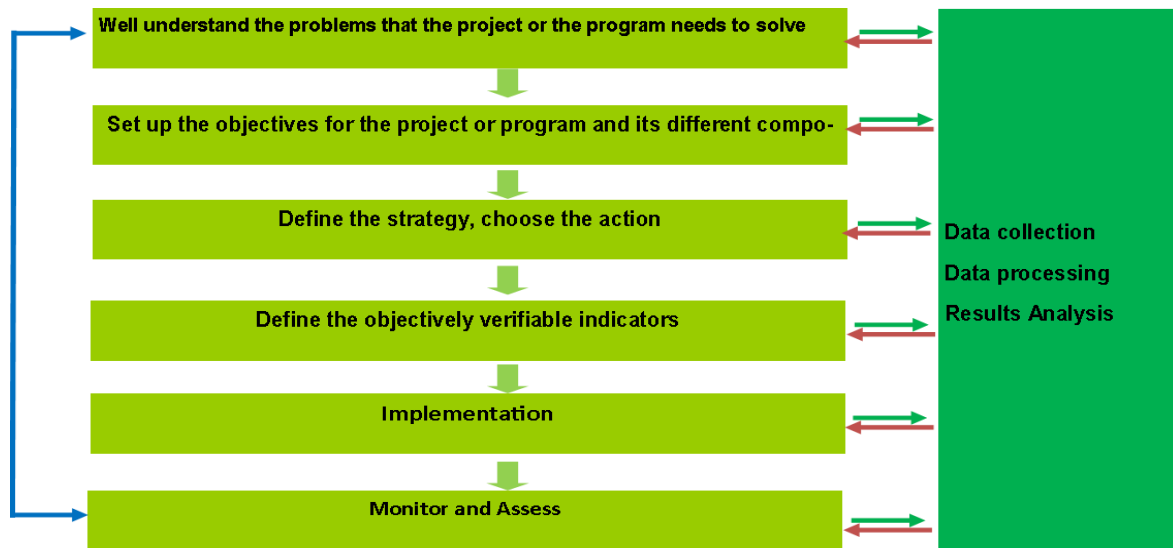 Well understand the problems that the project or the program needs to solve
Set up the objectives for the project or program and its different compo-
Define the strategy, choose the action
Define the objectively verifiable indicators
Implementation
Monitor and Assess
Data collection
Data processing
Results Analysis